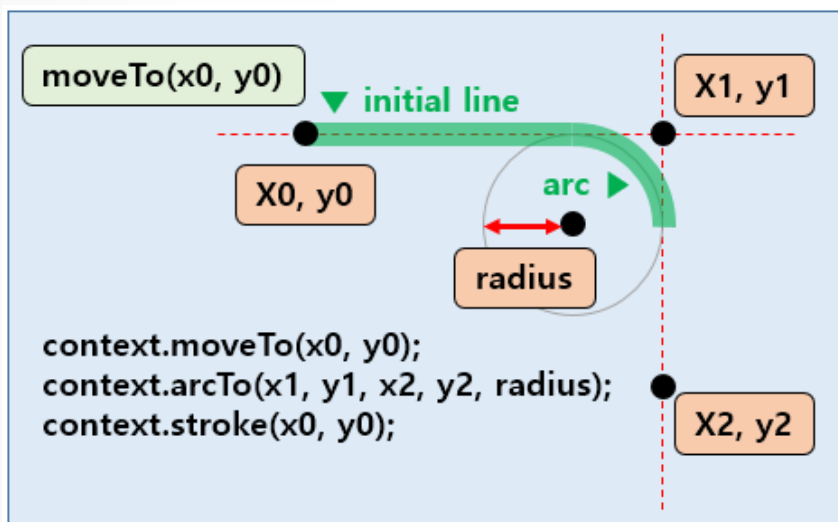 moveTo(x0, y0)
▼ initial line
X1, y1
X0, y0
arc ▶
radius
context.moveTo(x0, y0);
context.arcTo(x1, y1, x2, y2, radius);
context.stroke(x0, y0);
X2, y2